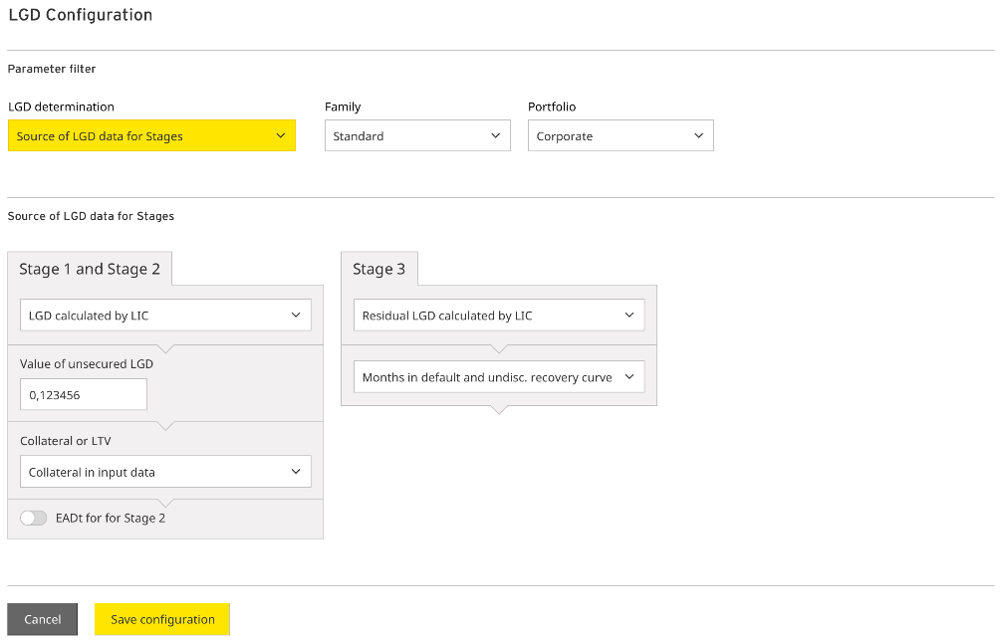 LGD Configuration
Parameter filter
LGD determination
Family
Portfolio
Source of LGD data for Stages
Standard
Corporate
Source of LGD data for Stages
Stage 1 and Stage 2
Stage 3
LGD calculated by LIC
Residual LGD calculated by LIC
Value of unsecured LGD
Months in default and undisc. recovery curve
0,123456
Collateral or LTV
Collateral in input data
EADt for for Stage 2
Cancel
Save configuration